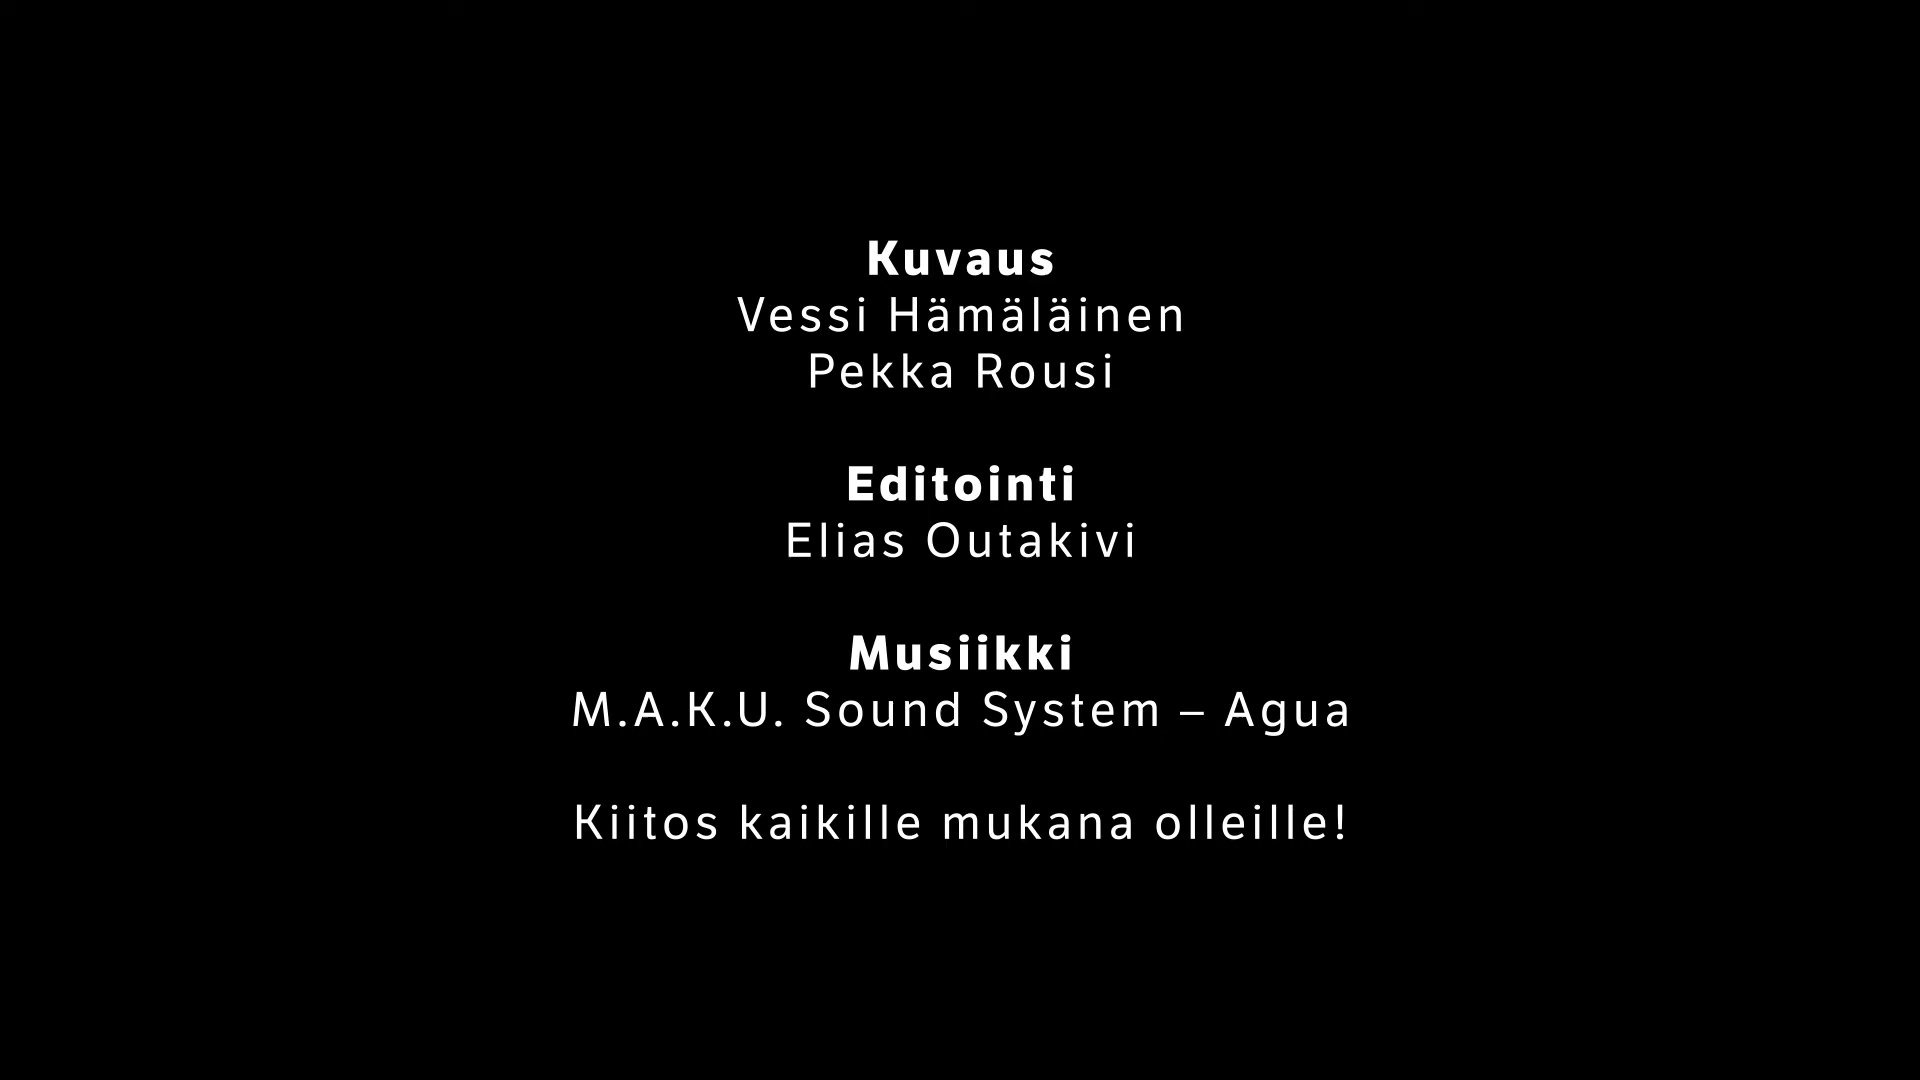 Kuvaus
Vessi Hämäläinen
Pekka Rousi
Editointi
Elias Outakivi
Musiikki
M.A.K.U. Sound System – Agua
Kiitos kaikille mukana olleille!